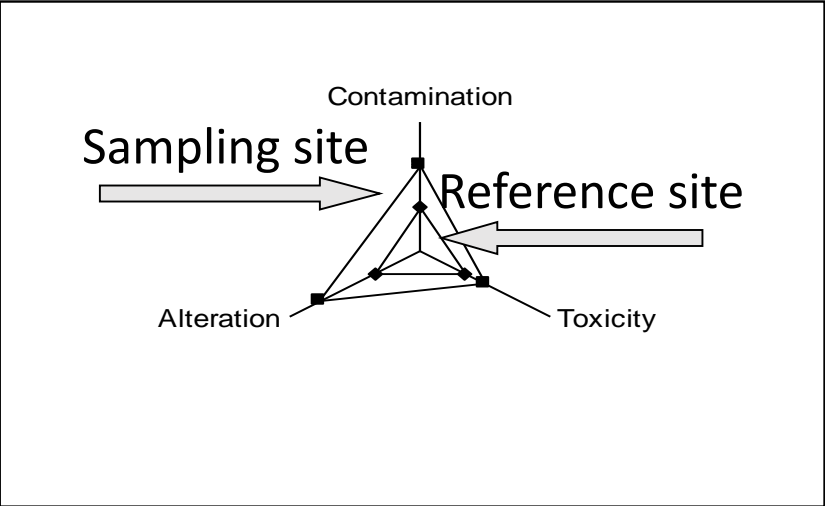 Contamination
Sampling site
Reference site
Alteration
Toxicity